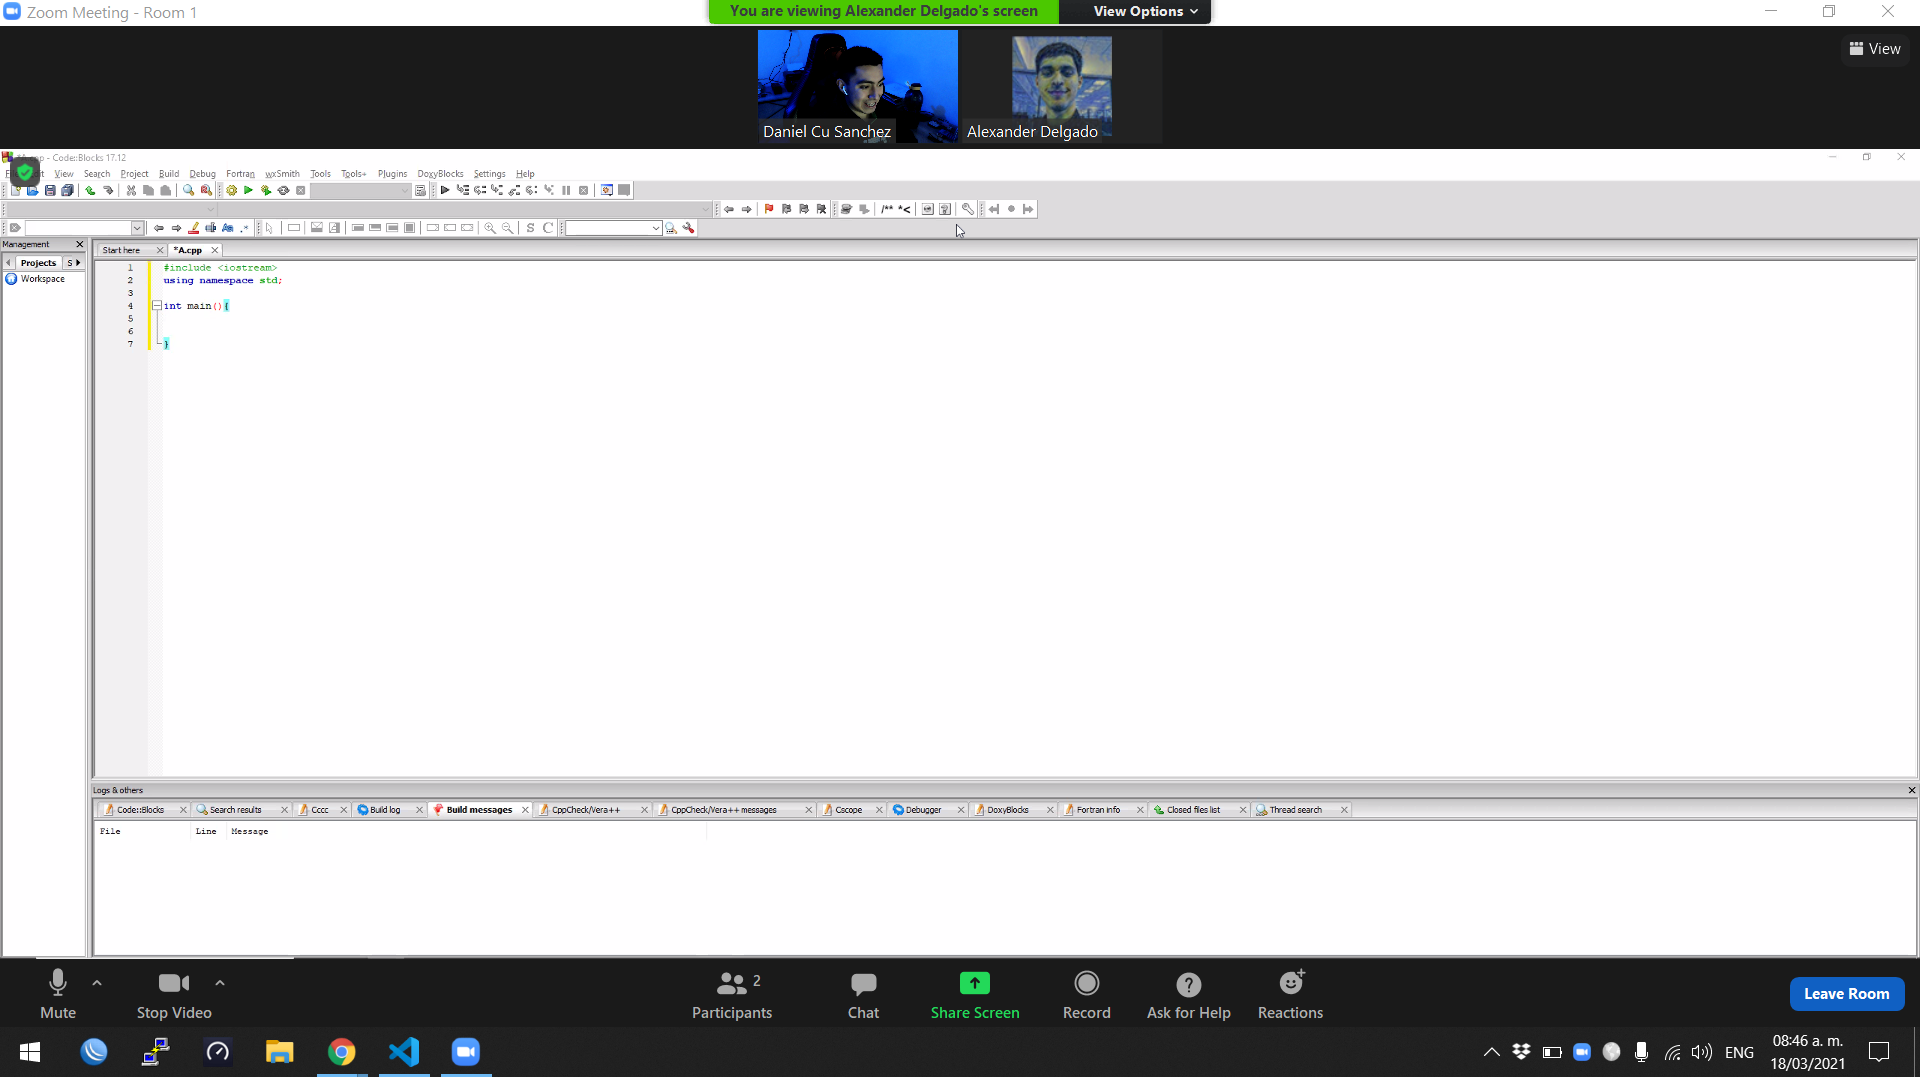 Zoom Meeting - Room 1
You are viewing Alexander Delgado's screen
View Options
View
Daniel Cu Sanchez
Alexander Delgado
- Code::Blocks 17.12
View Search Project Build Debug Fortran wxSmith Tools Tools+ Plugins DoxyBlocks Settings Help
Management
Start here
*A.cpp
Projects
S
Workspace
1 #include <iostream>
2 using namespace std;
3
4 int main(){
5
6
7 }
Logs & others
Code::Blocks
Search results
Cccc
Build log
Build messages
CppCheck/Vera++
CppCheck/Vera++ messages
Cscope
Debugger
DoxyBlocks
Fortran info
Closed files list
Thread search
File Line Message
Mute
Stop Video
2
Participants
Chat
Share Screen
Record
Ask for Help
Reactions
Leave Room
ENG
08:46 a. m.
18/03/2021